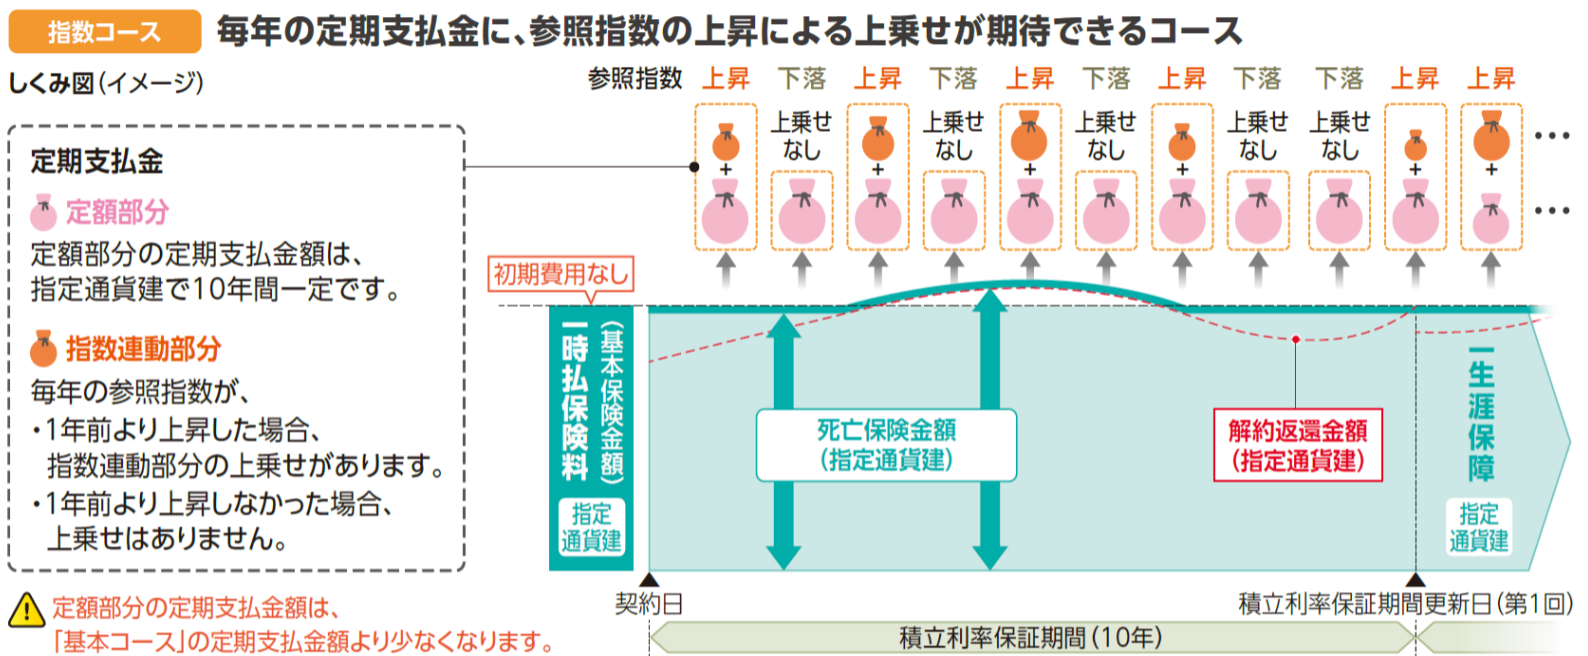 指数コース
毎年の定期支払金に、参照指数の上昇による上乗せが期待できるコース
しくみ図(イメージ)
参照指数 上昇 下落 上昇 下落 上昇 下落 上昇 下落 下落 上昇 上昇
上乗せ 上乗せ 上乗せ 上乗せ 上乗せ
なし なし なし なし なし
+ + + + + +
… 
…
定期支払金
定額部分
定額部分の定期支払金額は、
指定通貨建で10年間一定です。
指数連動部分
毎年の参照指数が、
・1年前より上昇した場合、
指数連動部分の上乗せがあります。
・1年前より上昇しなかった場合、
上乗せはありません。
定額部分の定期支払金額は、
「基本コース」の定期支払金額より少なくなります。
初期費用なし
一時払保険料
(基本保険金額)
指定
通貨建
死亡保険金額
(指定通貨建)
解約返還金額
(指定通貨建)
一生涯保障
指定
通貨建
契約日
積立利率保証期間更新日(第1回)
積立利率保証期間(10年)